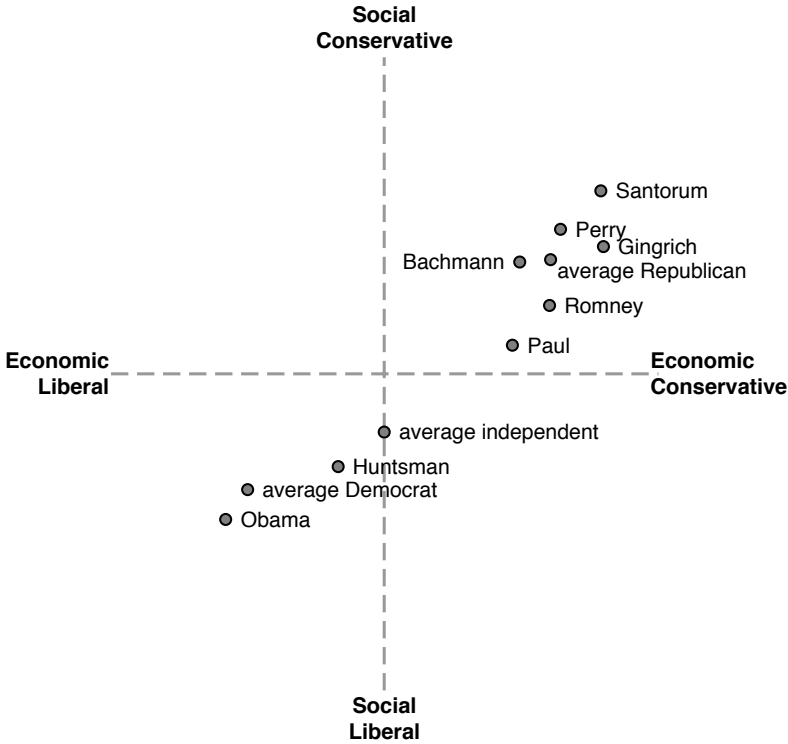 Social
Conservative
Santorum
Perry
Gingrich
Bachmann
average Republican
Romney
Paul
Economic
Liberal
Economic
Conservative
average independent
Huntsman
average Democrat
Obama
Social
Liberal